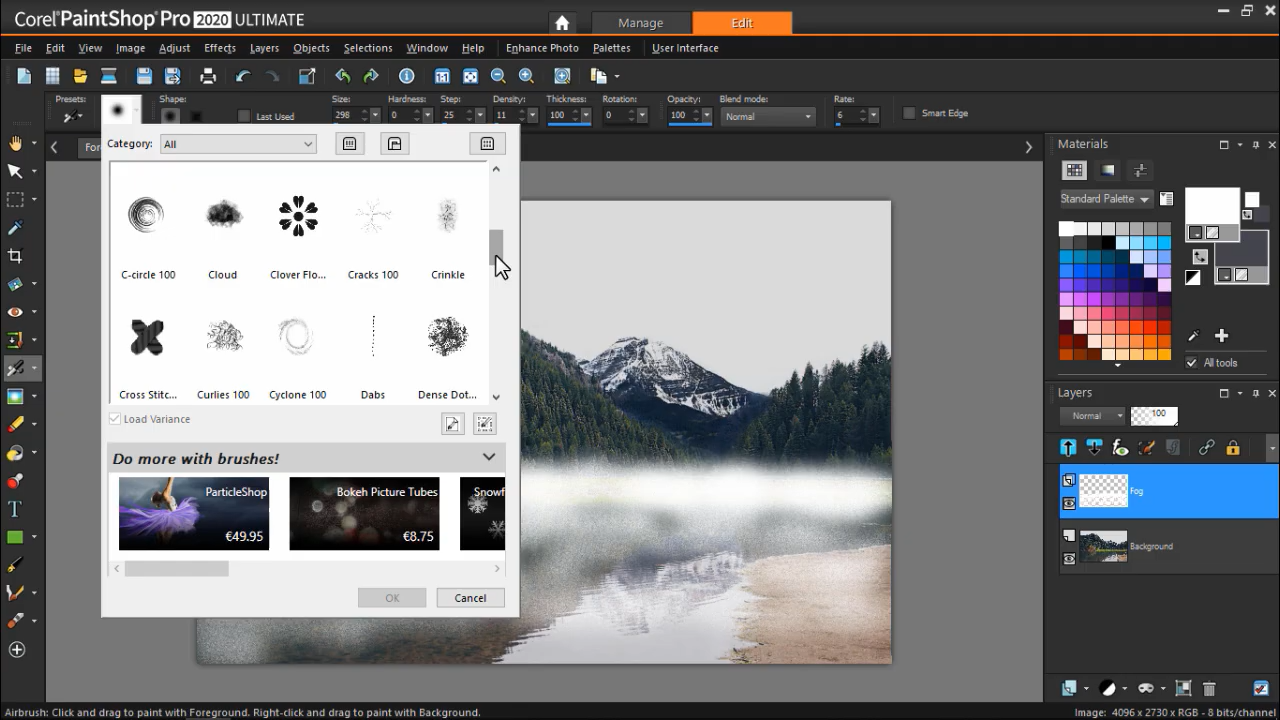 Corel PaintShop Pro 2020 ULTIMATE
Manage
Edit
File Edit View Image Adjust Effects Layers Objects Selections Window Help Enhance Photo Palettes User Interface
Presets: Shape: Last Used Size: Hardness: Step: Density: Thickness: Rotation: Opacity: Blend mode: Rate: Smart Edge
298 0 25 11 100 0 100 Normal 6
Category: All
C-circle 100 Cloud Clover Flo... Cracks 100 Crinkle
Cross Stitc... Curlies 100 Cyclone 100 Dabs Dense Dot...
Load Variance
Do more with brushes!
ParticleShop Bokeh Picture Tubes Snowf
€49.95 €8.75
OK Cancel
Materials
Standard Palette
All tools
Layers
Normal 100
Fog
Background
Airbrush: Click and drag to paint with Foreground. Right-click and drag to paint with Background.
Image: 4096 x 2730 x RGB - 8 bits/channel